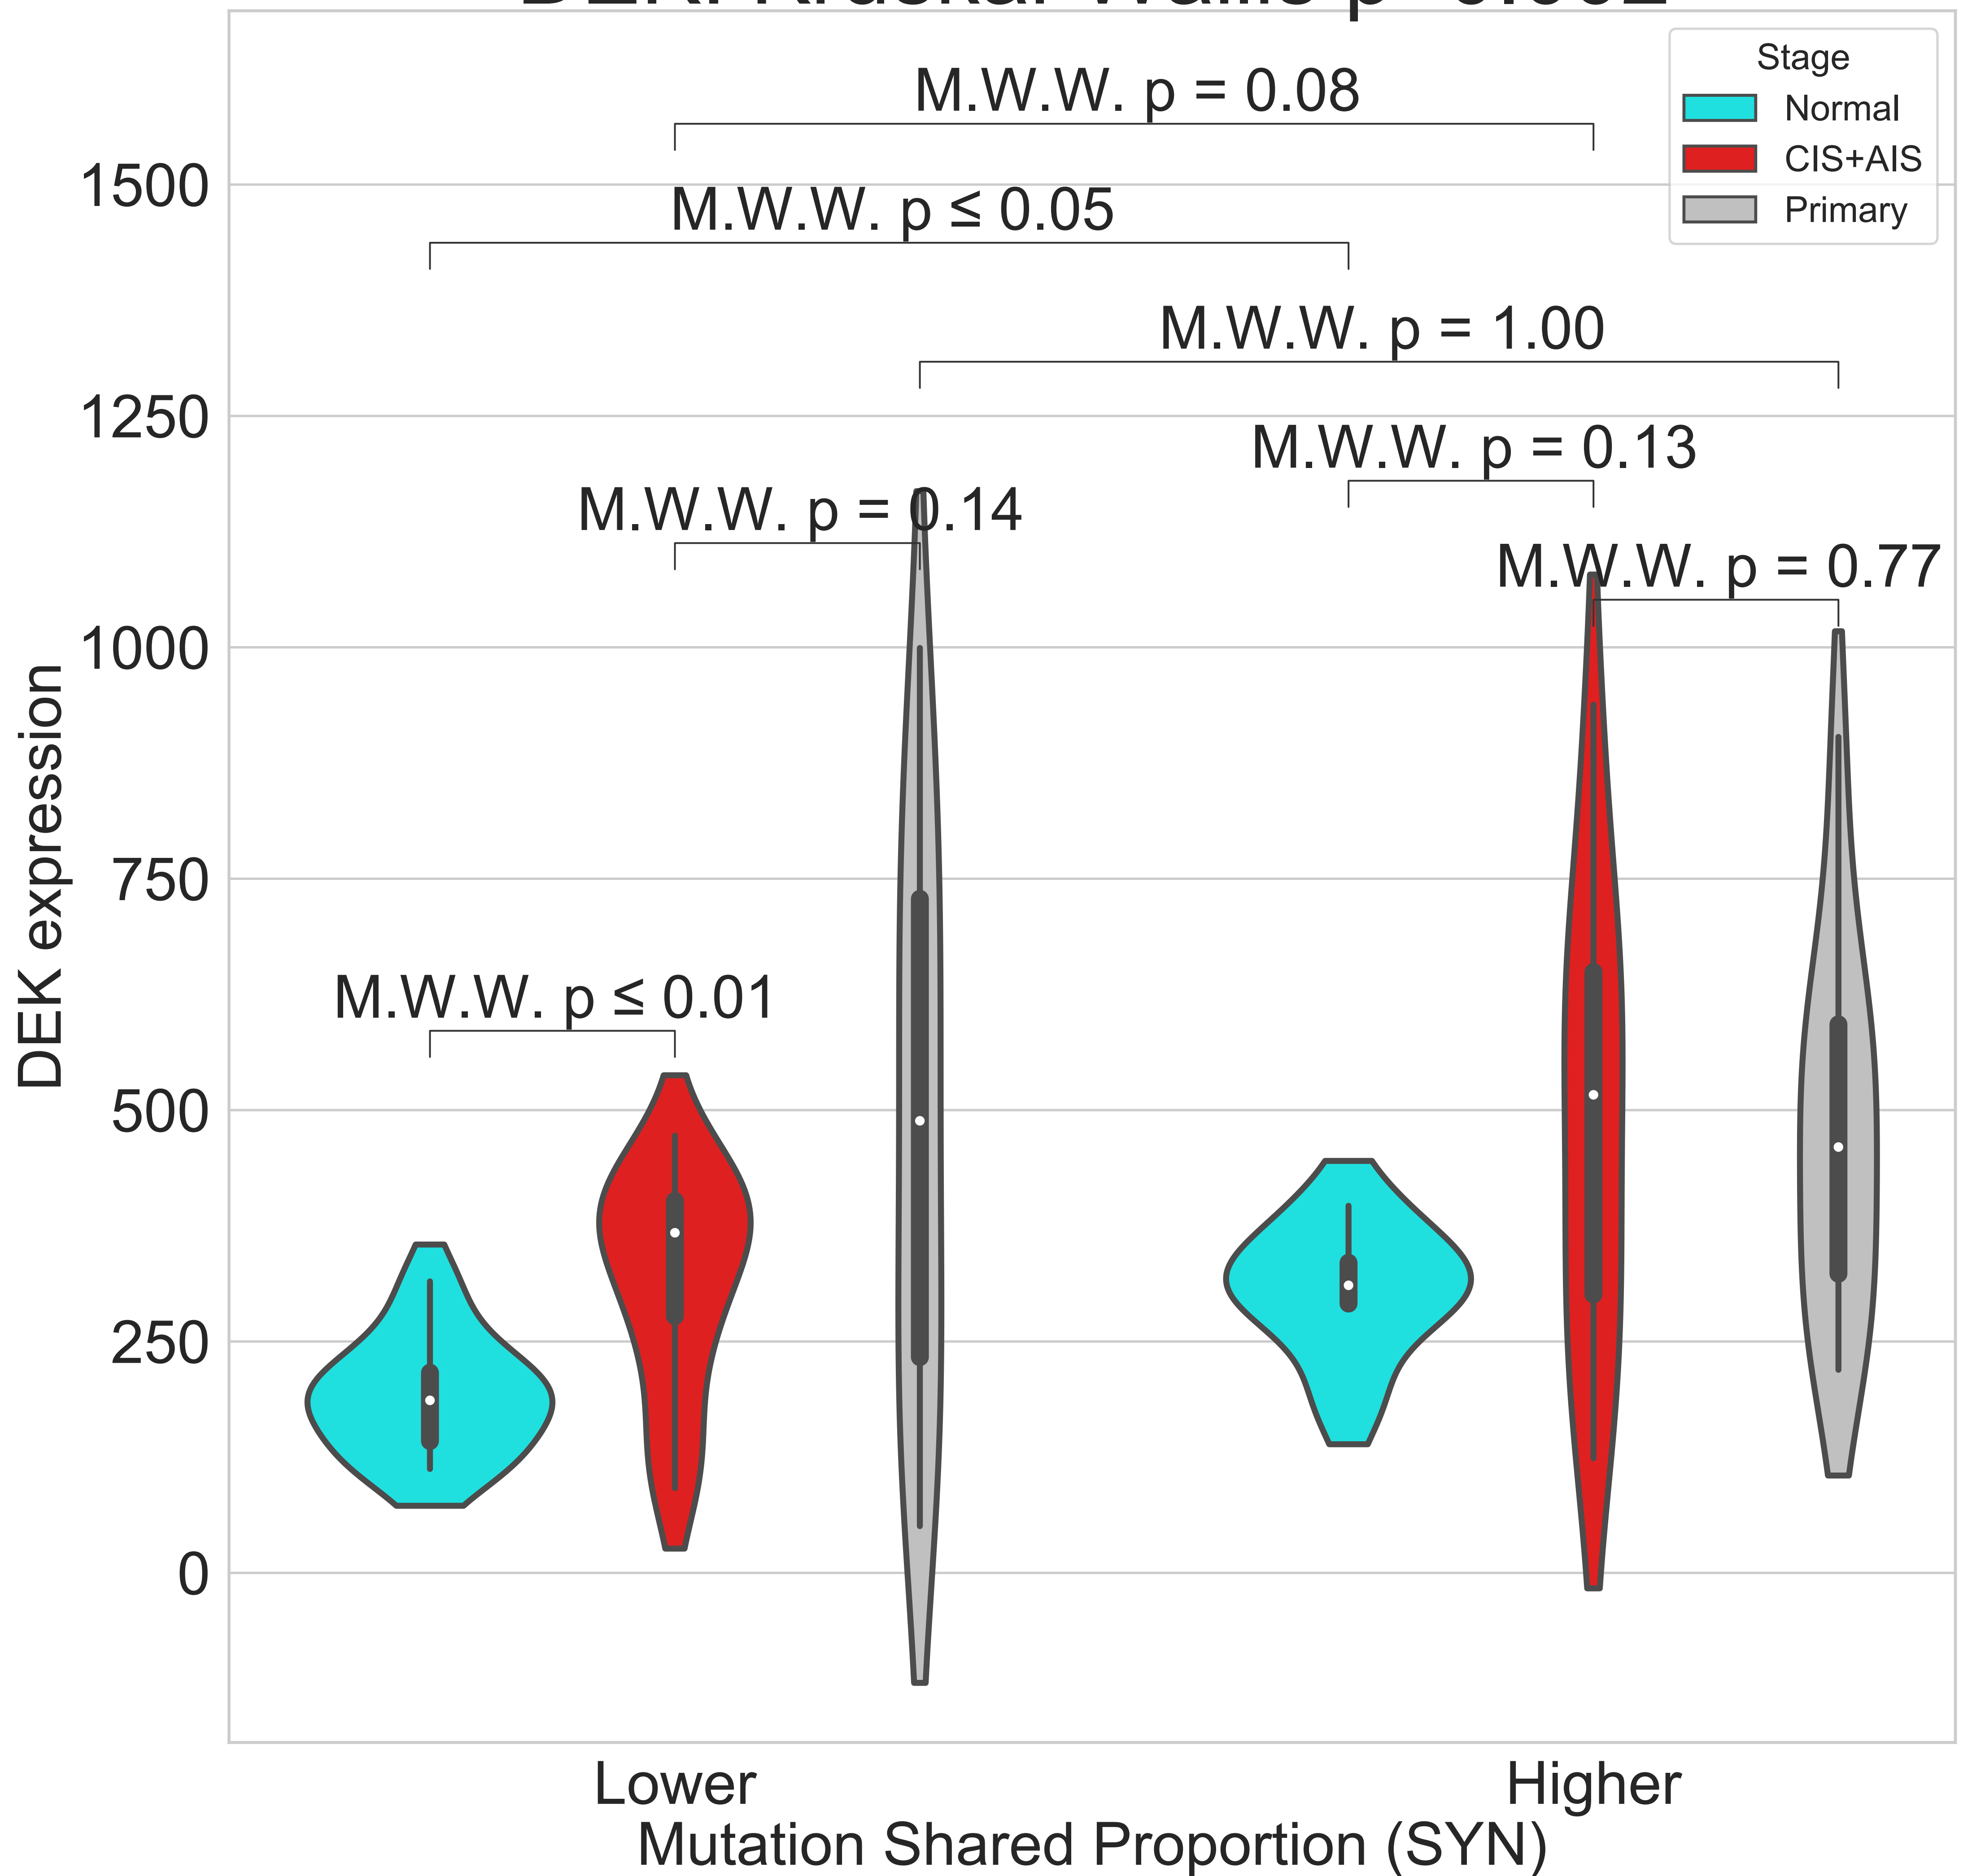 Stage
Normal
CIS+AIS
Primary
M.W.W. p = 0.08
M.W.W. p ≤ 0.05
M.W.W. p = 1.00
M.W.W. p = 0.13
M.W.W. p = 0.14
M.W.W. p = 0.77
M.W.W. p ≤ 0.01
1500
1250
1000
750
500
250
0
DEK expression
Lower
Higher
Mutation Shared Proportion (SYN)